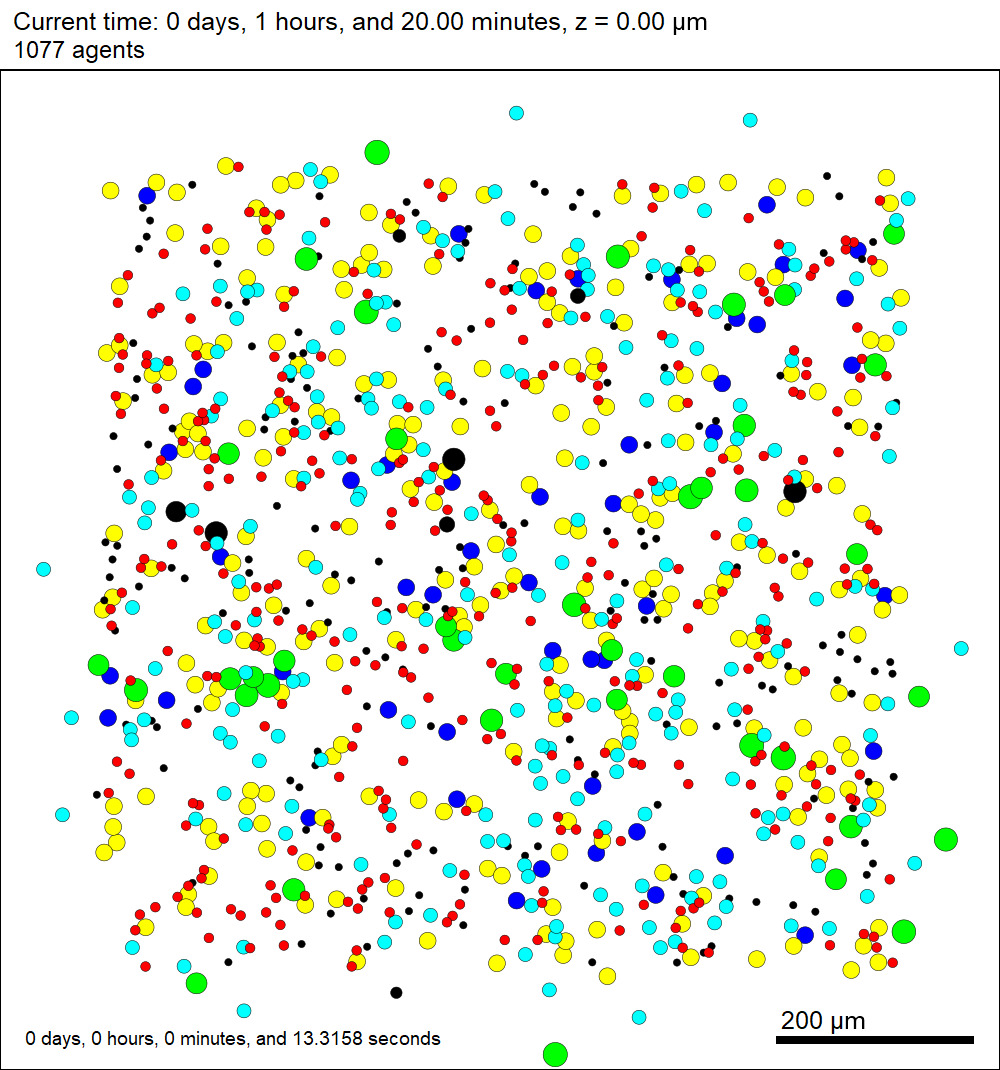 Current time: 0 days, 1 hours, and 20.00 minutes, z = 0.00 µm
1077 agents
200 µm
0 days, 0 hours, 0 minutes, and 13.3158 seconds